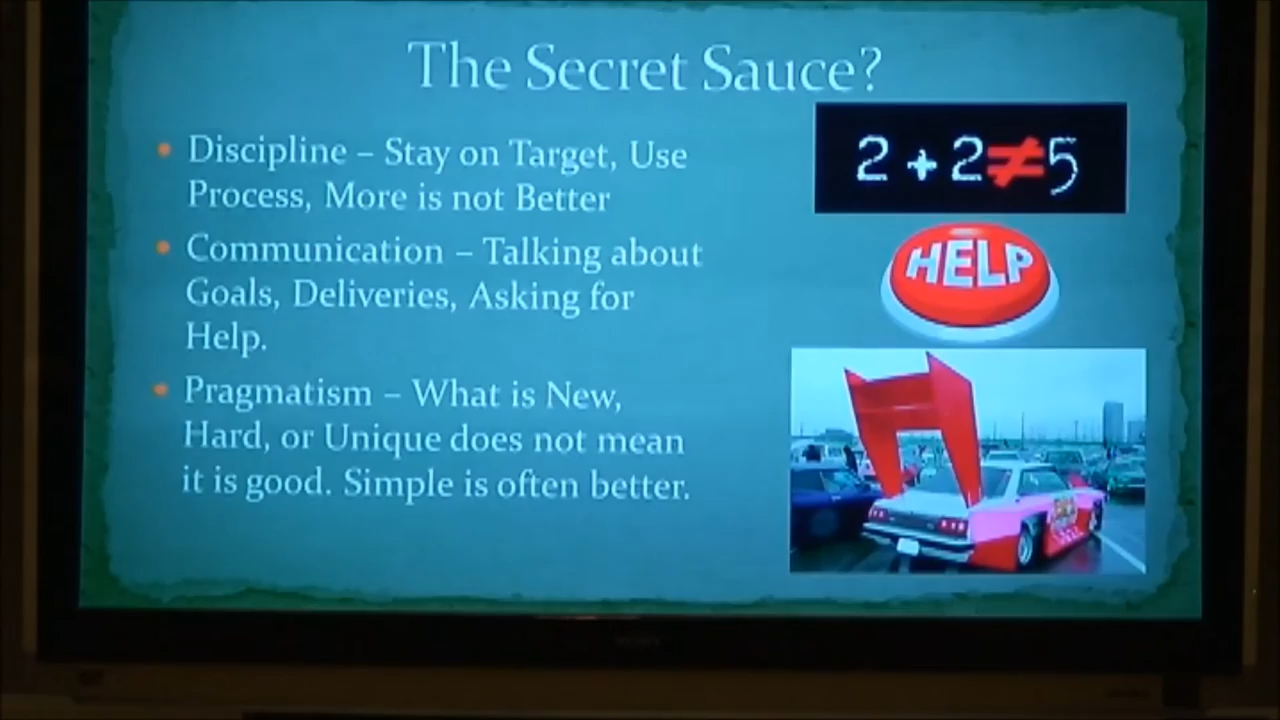 The Secret Sauce?
Discipline – Stay on Target, Use
Process, More is not Better
Communication – Talking about
Goals, Deliveries, Asking for
Help.
Pragmatism – What is New,
Hard, or Unique does not mean
it is good. Simple is often better.
2 + 2 ≠ 5
HELP